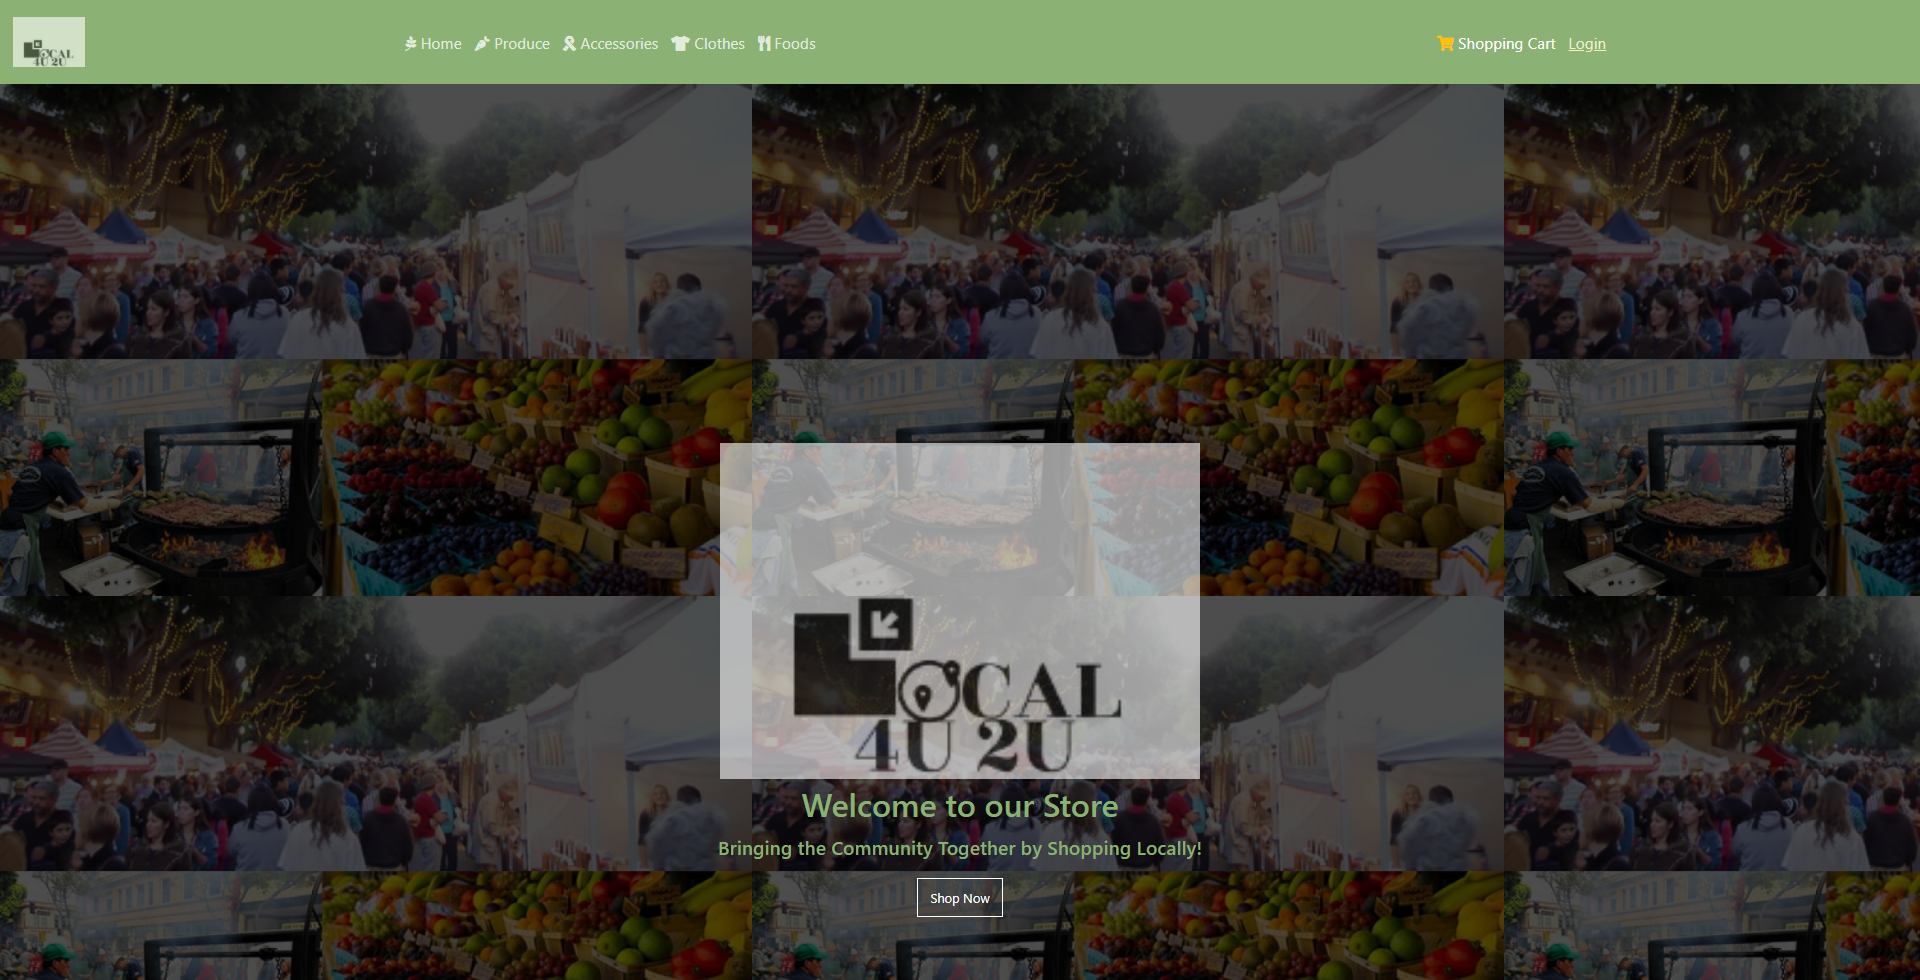 LOCAL
4U 2U
Home Produce Accessories Clothes Foods Shopping Cart Login
LOCAL
4U 2U
Welcome to our Store
Bringing the Community Together by Shopping Locally!
Shop Now